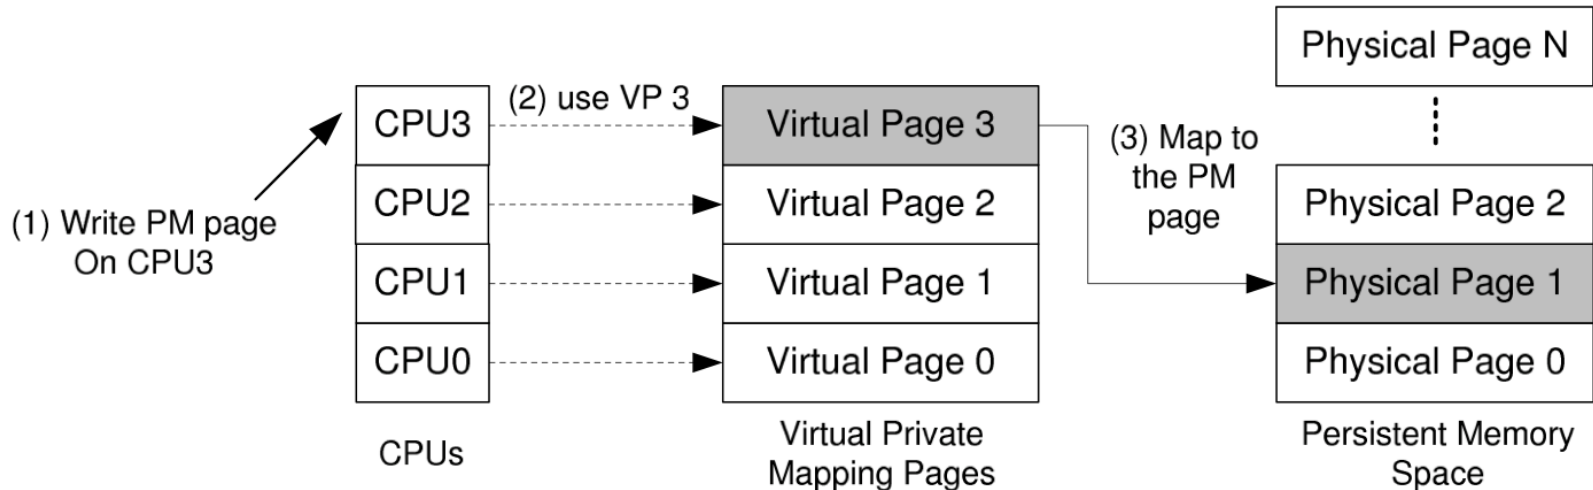 (1) Write PM page
On CPU3
CPU3
CPU2
CPU1
CPU0
CPUs
(2) use VP 3
Virtual Page 3
Virtual Page 2
Virtual Page 1
Virtual Page 0
Virtual Private
Mapping Pages
(3) Map to
the PM
page
Physical Page N
Physical Page 2
Physical Page 1
Physical Page 0
Persistent Memory
Space